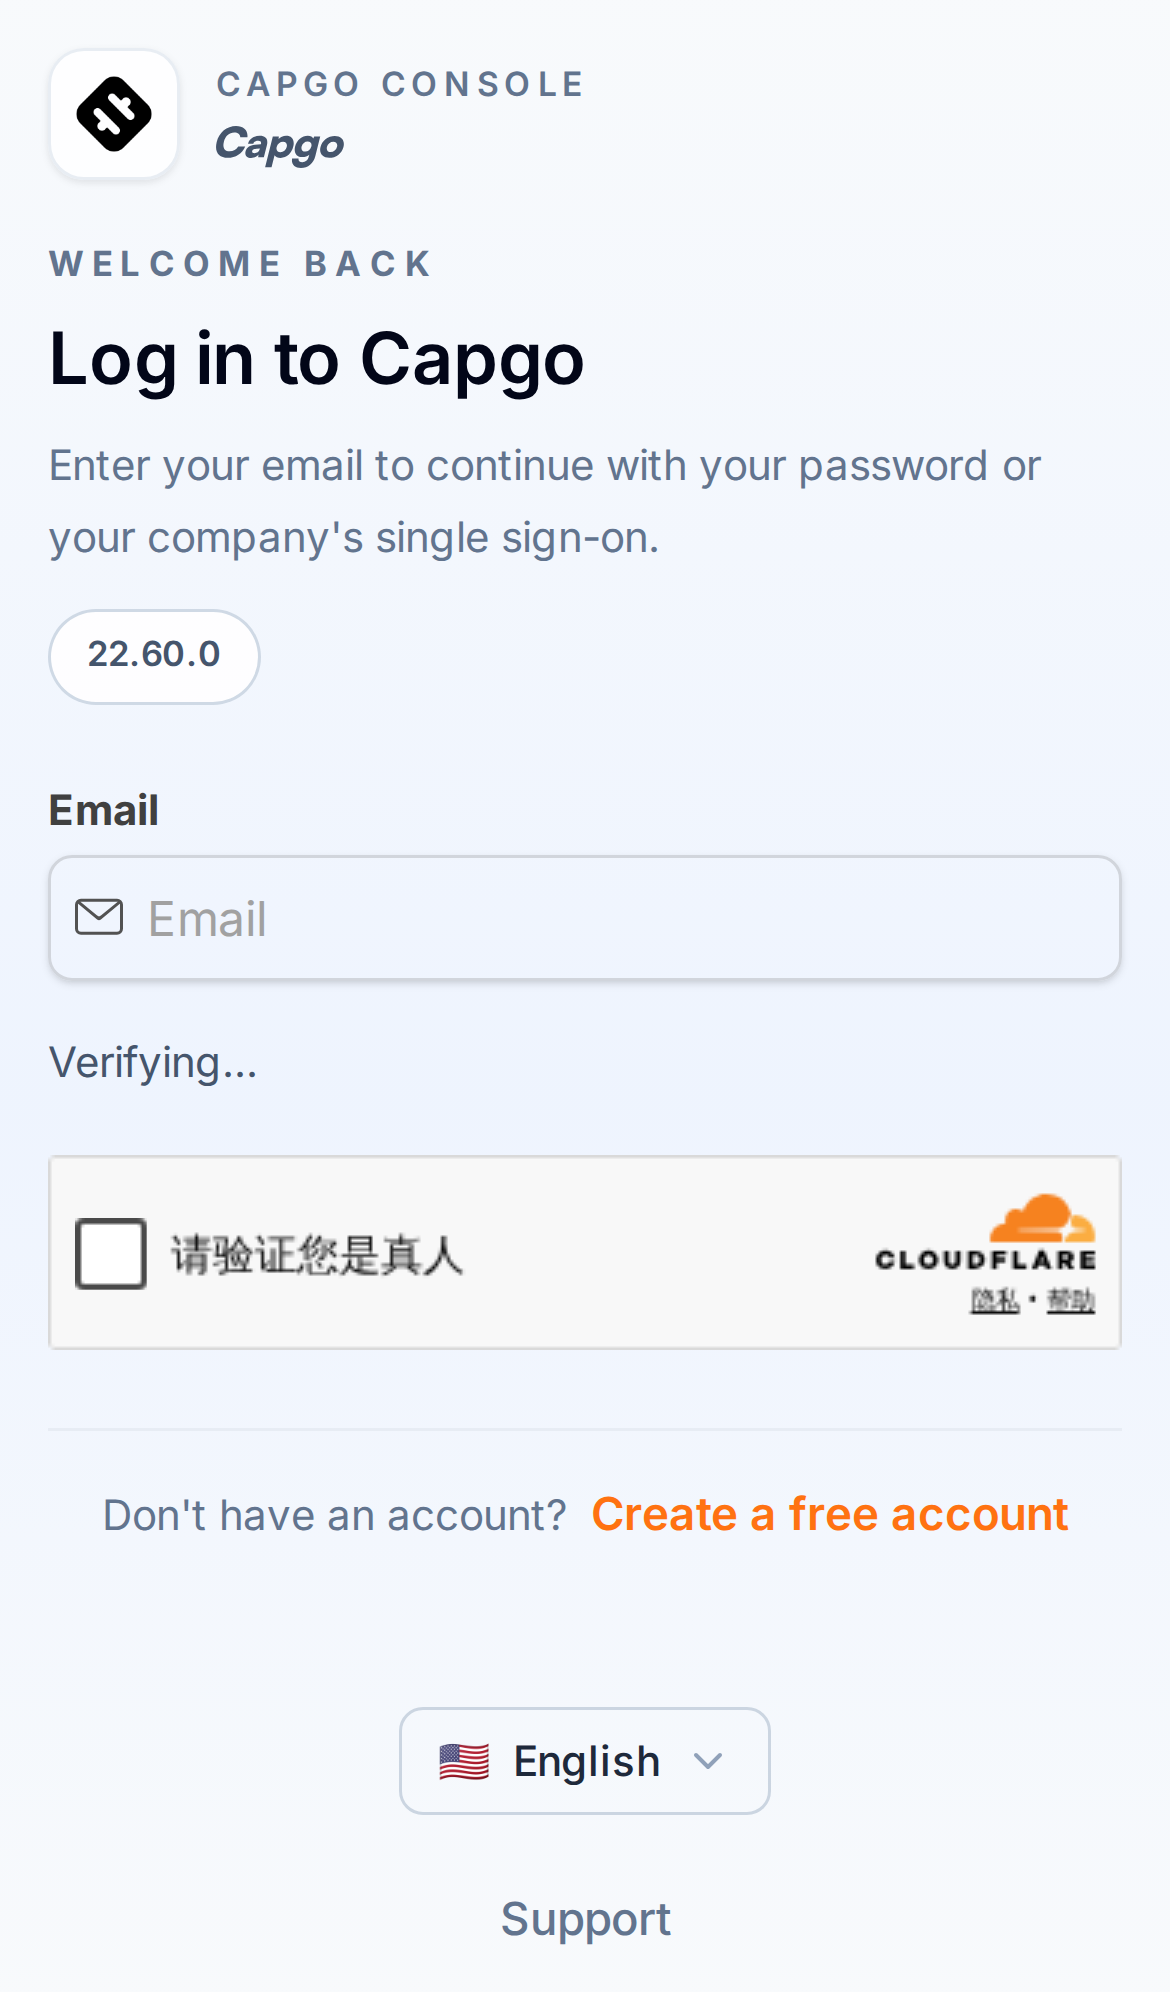 CAPGO CONSOLE
Capgo
WELCOME BACK
Log in to Capgo
Enter your email to continue with your password or
your company's single sign-on.
22.60.0
Email
Email
Verifying...
请验证您是真人
CLOUDFLARE
隐私 • 帮助
Don't have an account? Create a free account
English
Support